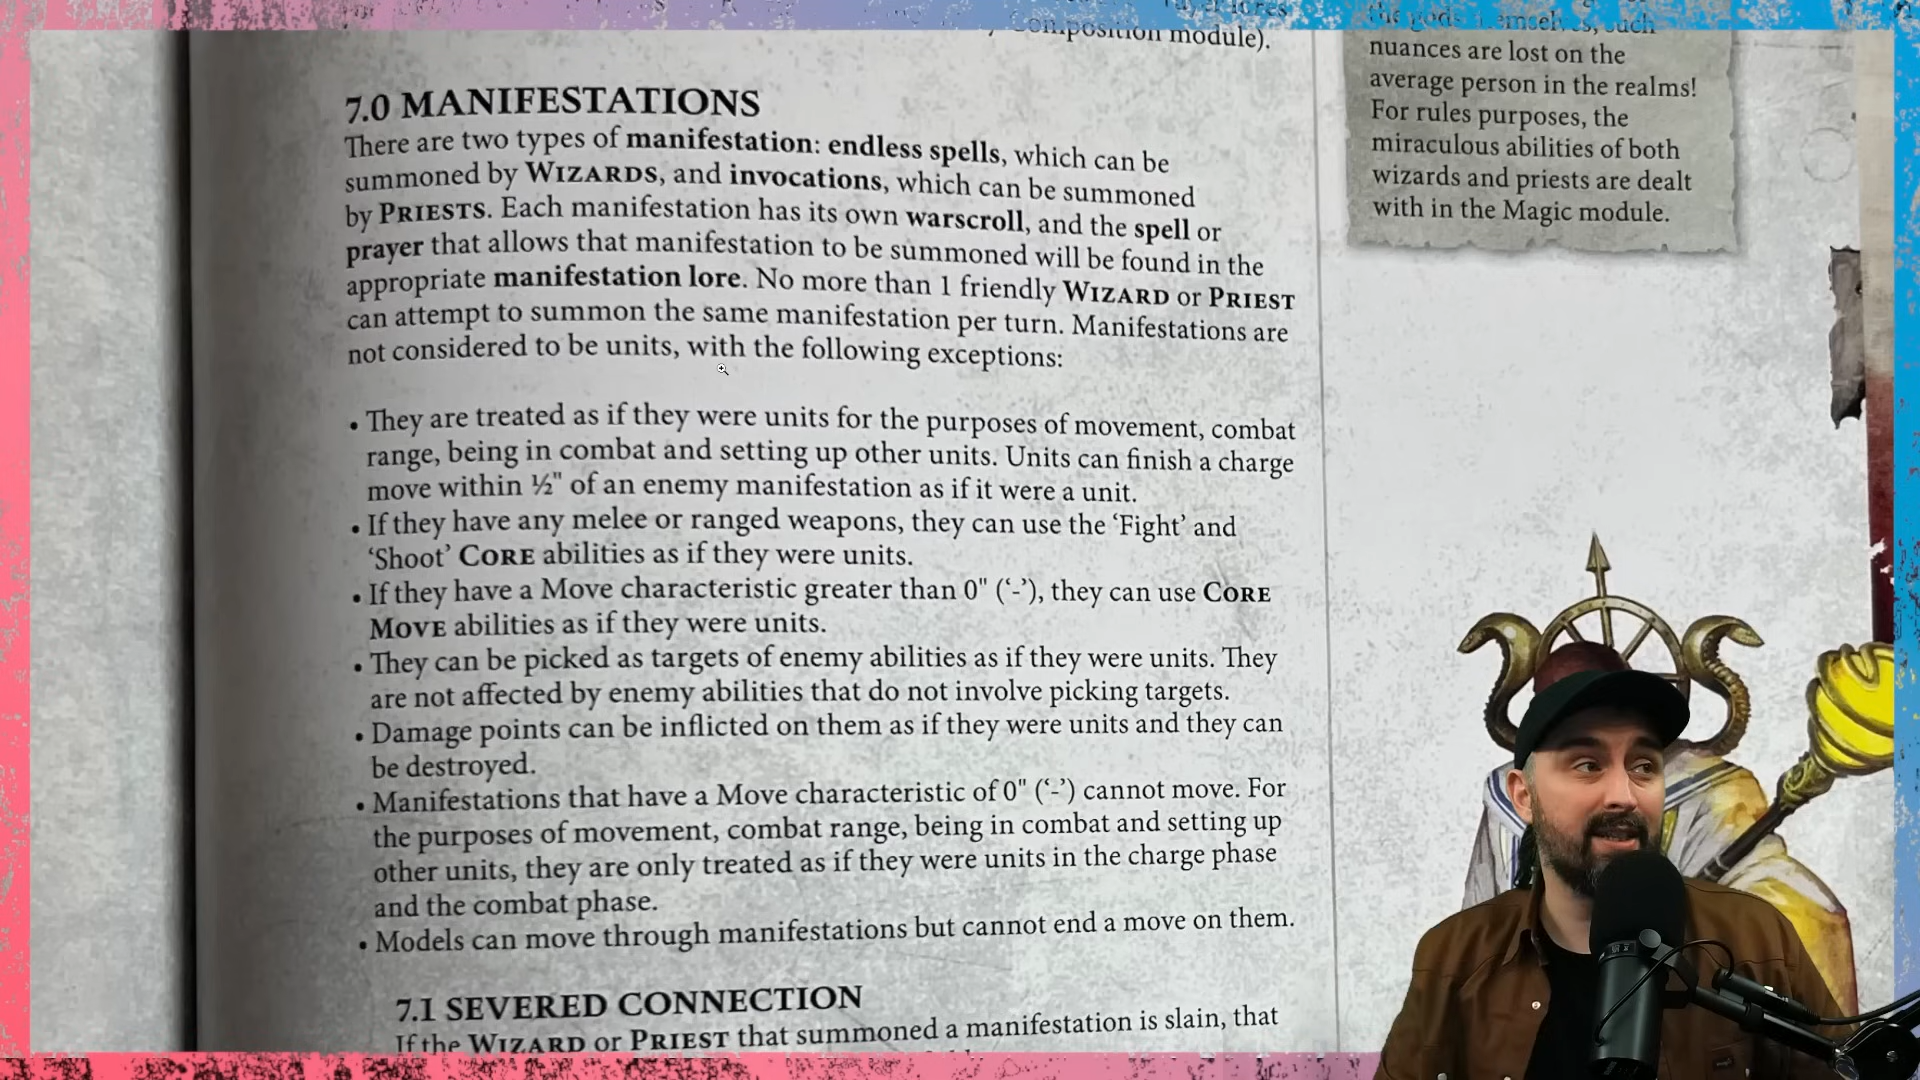 Composition module).
7.0 MANIFESTATIONS
There are two types of manifestation: endless spells, which can be
summoned by WIZARDS, and invocations, which can be summoned
by PRIESTS. Each manifestation has its own warscroll, and the spell or
prayer that allows that manifestation to be summoned will be found in the
appropriate manifestation lore. No more than 1 friendly WIZARD or PRIEST
can attempt to summon the same manifestation per turn. Manifestations are
not considered to be units, with the following exceptions:
• They are treated as if they were units for the purposes of movement, combat
range, being in combat and setting up other units. Units can finish a charge
move within ½" of an enemy manifestation as if it were a unit.
• If they have any melee or ranged weapons, they can use the ‘Fight’ and
‘Shoot’ CORE abilities as if they were units.
• If they have a Move characteristic greater than 0" (‘-’), they can use CORE
MOVE abilities as if they were units.
• They can be picked as targets of enemy abilities as if they were units. They
are not affected by enemy abilities that do not involve picking targets.
• Damage points can be inflicted on them as if they were units and they can
be destroyed.
• Manifestations that have a Move characteristic of 0" (‘-’) cannot move. For
the purposes of movement, combat range, being in combat and setting up
other units, they are only treated as if they were units in the charge phase
and the combat phase.
• Models can move through manifestations but cannot end a move on them.
7.1 SEVERED CONNECTION
If the WIZARD or PRIEST that summoned a manifestation is slain, that
the gods themselves, such
nuances are lost on the
average person in the realms!
For rules purposes, the
miraculous abilities of both
wizards and priests are dealt
with in the Magic module.